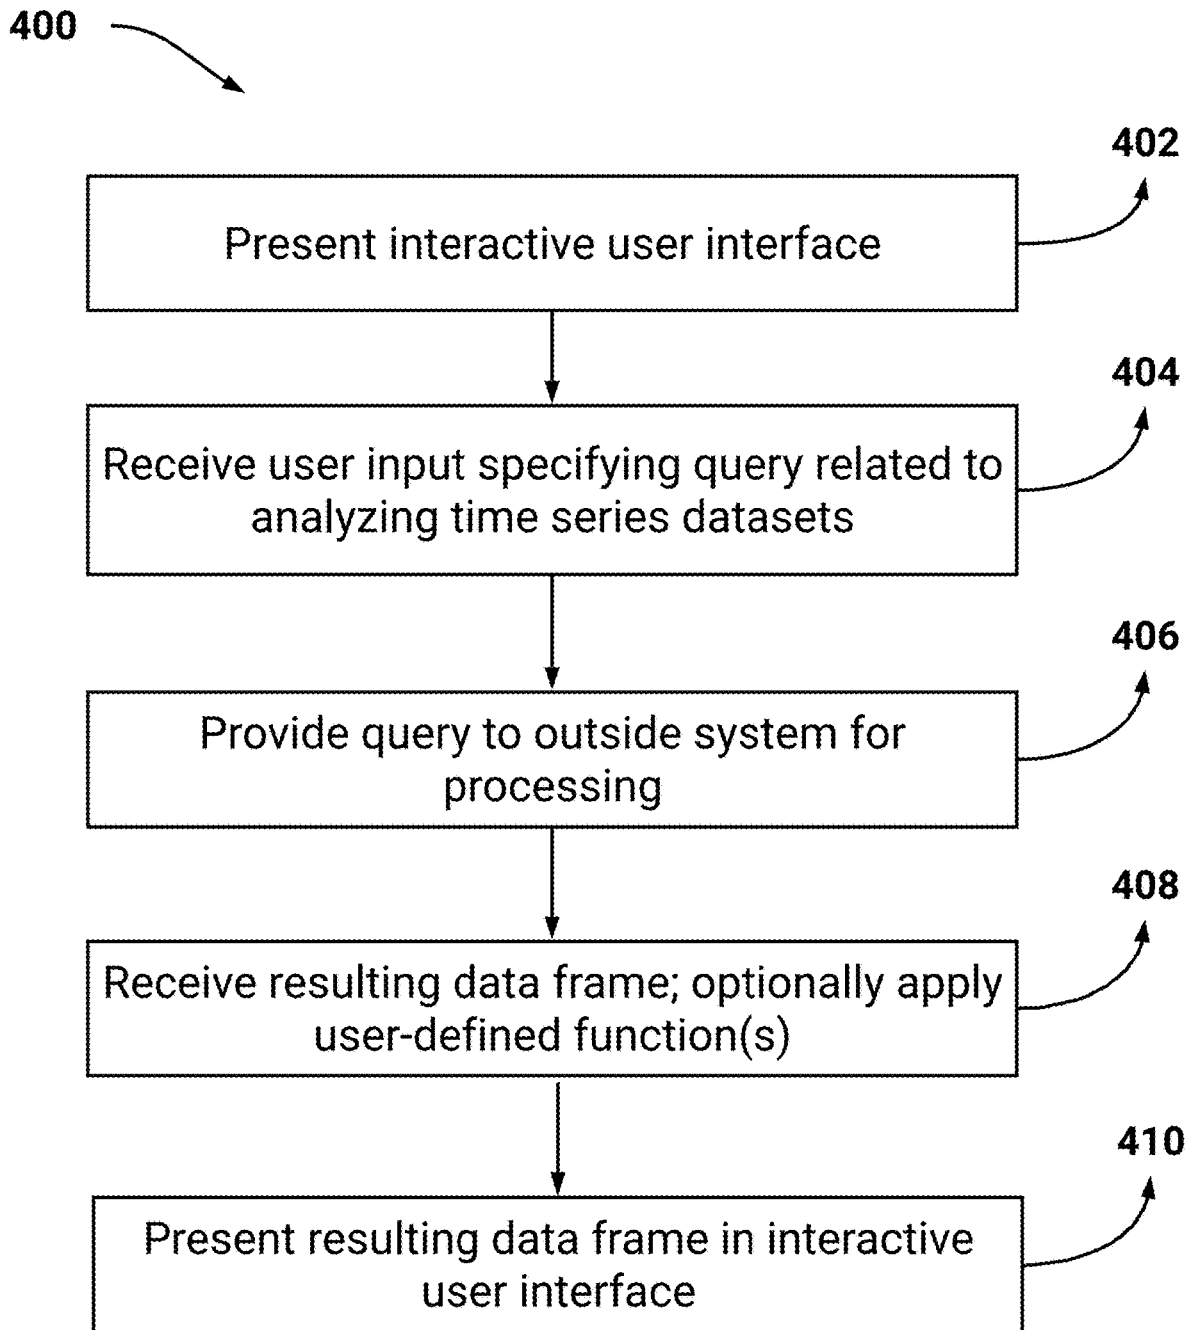 400
402
Present interactive user interface
404
Receive user input specifying query related to
analyzing time series datasets
406
Provide query to outside system for
processing
408
Receive resulting data frame; optionally apply
user-defined function(s)
410
Present resulting data frame in interactive
user interface